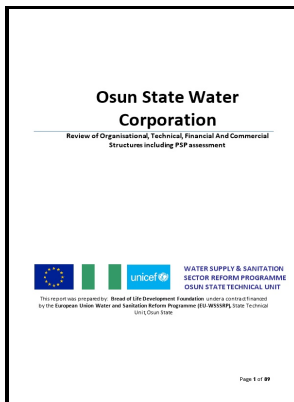 Osun State Water
Corporation
Review of Organisational, Technical, Financial And Commercial
Structures including PSP assessment
unicef
WATER SUPPLY & SANITATION
SECTOR REFORM PROGRAMME
OSUN STATE TECHNICAL UNIT
This report was prepared by: Bread of Life Development Foundation under a contract financed
by the European Union Water and Sanitation Reform Programme (EU-WSSSRP), State Technical
Unit, Osun State
Page 1 of 89